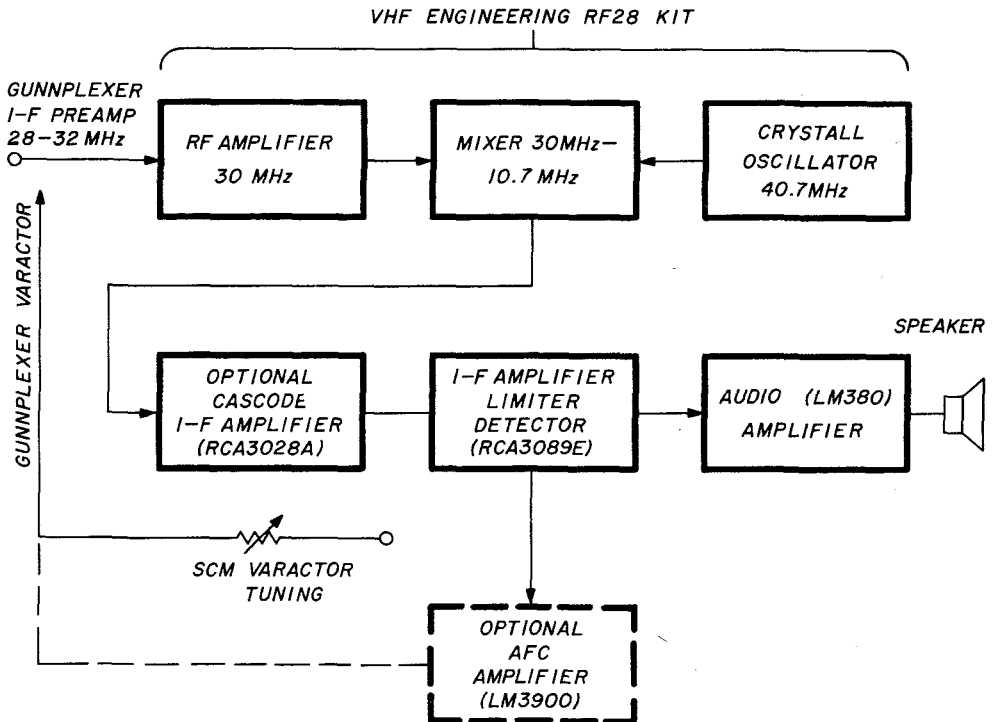 VHF ENGINEERING RF28 KIT
GUNNPLEXER
I-F PREAMP
28-32 MHz
RF AMPLIFIER
30 MHz
MIXER 30MHz-
10.7 MHz
CRYSTALL
OSCILLATOR
40.7MHz
GUNNPLEXER VARACTOR
OPTIONAL
CASCODE
I-F AMPLIFIER
(RCA3028A)
I-F AMPLIFIER
LIMITER
DETECTOR
(RCA3089E)
AUDIO (LM380)
AMPLIFIER
SPEAKER
SCM VARACTOR
TUNING
OPTIONAL
AFC
AMPLIFIER
(LM3900)